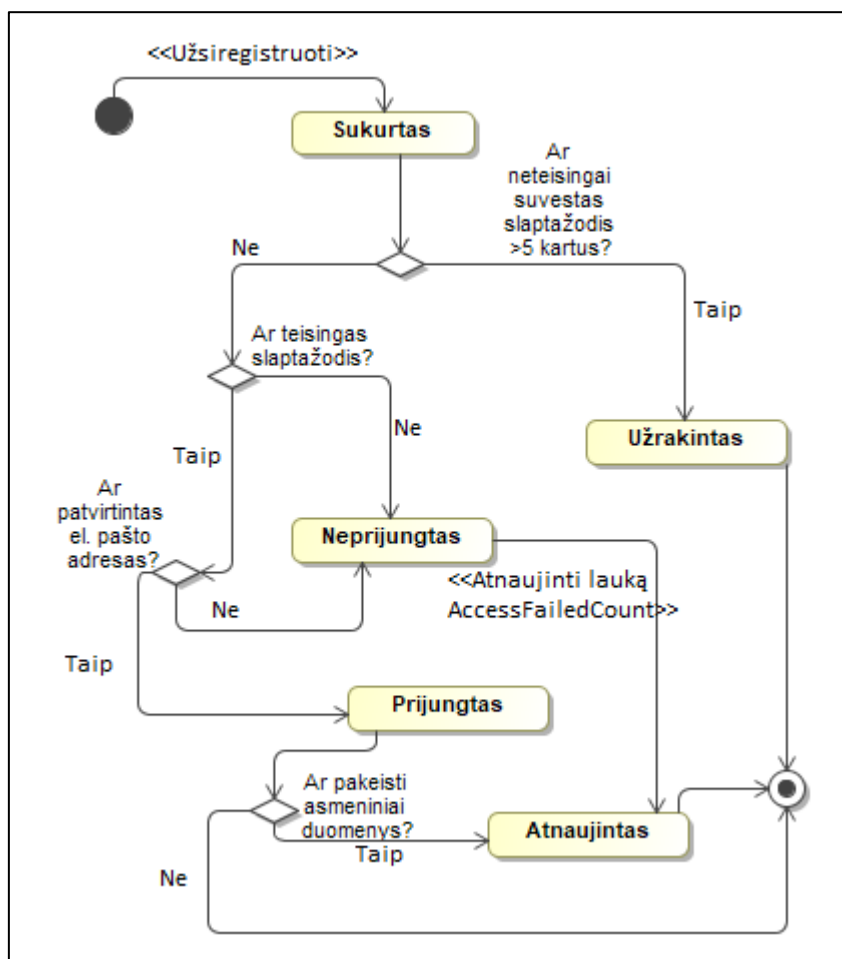 <<Užsiregistruoti>>
Sukurtas
Ar
neteisingai
suvestas
slaptažodis
>5 kartus?
Ne
Taip
Ar teisingas
slaptažodis?
Ne
Užrakintas
Taip
Ar
patvirtintas
el. pašto
adresas?
Neprijungtas
<<Atnaujinti lauką
AccessFailedCount>>
Ne
Taip
Prijungtas
Ar pakeisti
asmeniniai
duomenys?
Atnaujintas
Taip
Ne